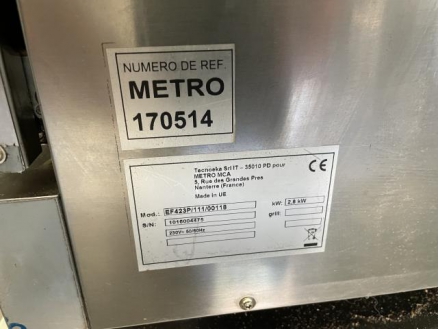 NUMERO DE REF.
METRO
170514
Tecnoeka Srl IT – 35010 PD pour
METRO MCA
5, Rue des Grandes Pres
Nanterre (France)
Made in UE
CE
Mod.: EF423P/111/00118 kW: 2,8 kW
S/N: grill:
230V~ 50/60Hz